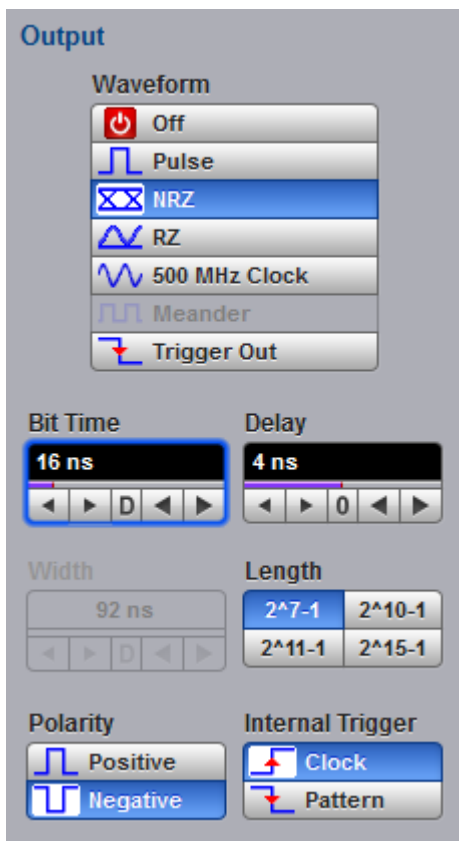 Output
Waveform
Off
Pulse
NRZ
RZ
500 MHz Clock
Meander
Trigger Out
Bit Time
Delay
16 ns
4 ns
D
0
Width
Length
92 ns
2^7-1
2^10-1
D
2^11-1
2^15-1
Polarity
Internal Trigger
Positive
Clock
Negative
Pattern